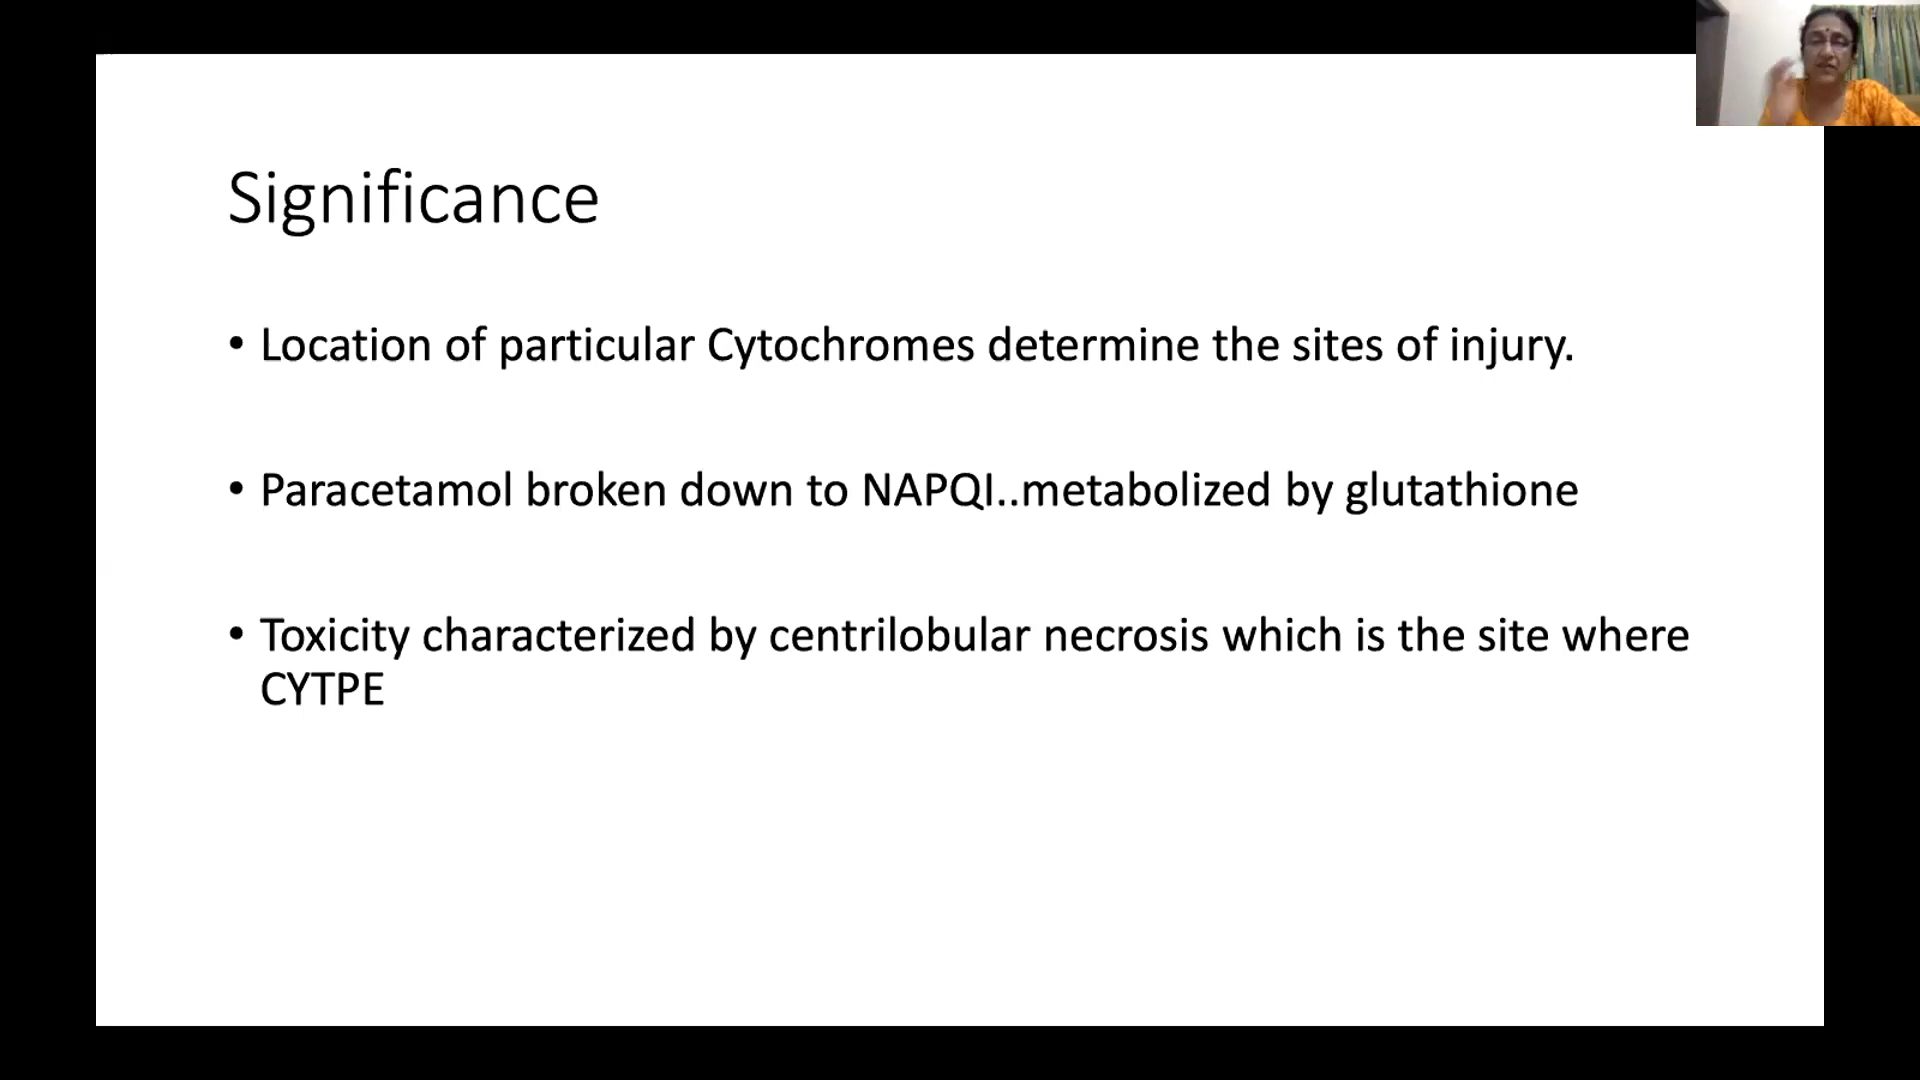 Significance
• Location of particular Cytochromes determine the sites of injury.
• Paracetamol broken down to NAPQI..metabolized by glutathione
• Toxicity characterized by centrilobular necrosis which is the site where
CYTPE